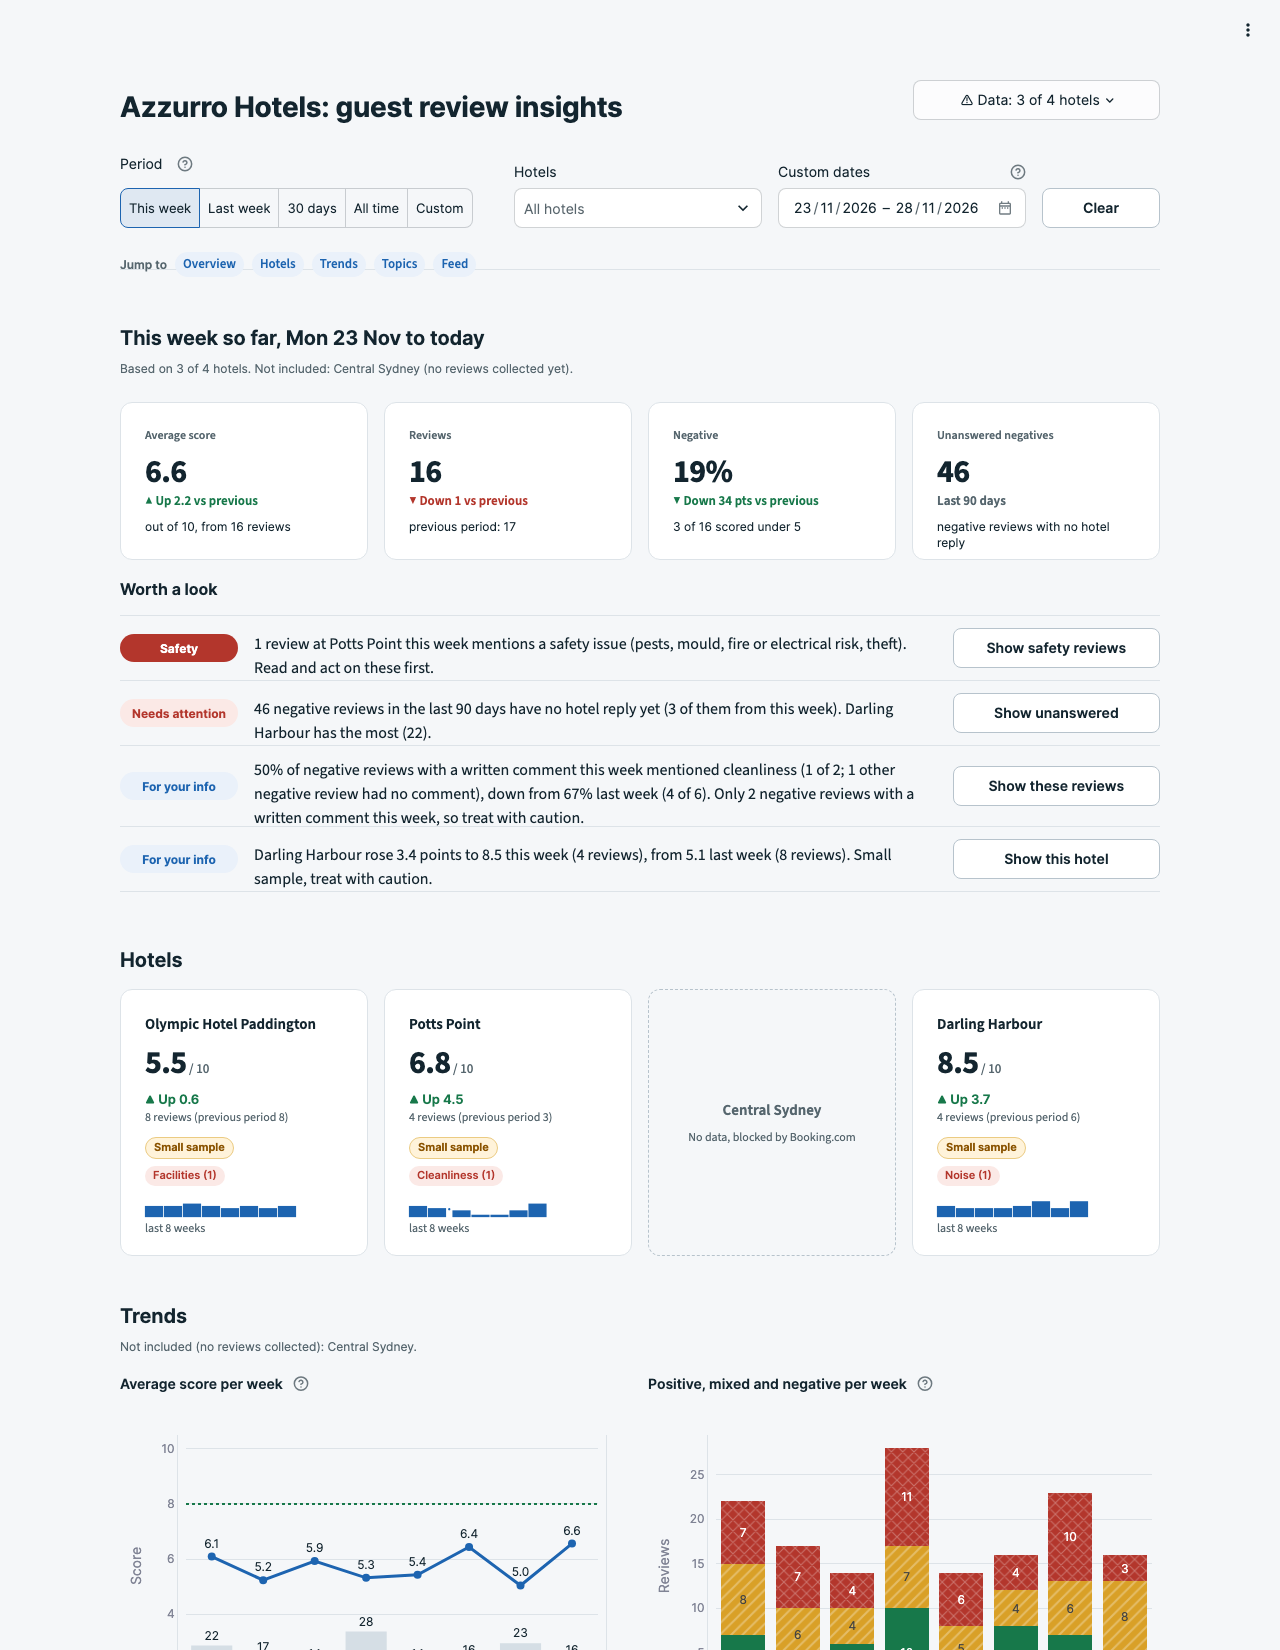 Azzurro Hotels: guest review insights
Data: 3 of 4 hotels
Period
Hotels
Custom dates
This week
Last week
30 days
All time
Custom
All hotels
23/11/2026 – 28/11/2026
Clear
Jump to
Overview
Hotels
Trends
Topics
Feed
This week so far, Mon 23 Nov to today
Based on 3 of 4 hotels. Not included: Central Sydney (no reviews collected yet).
Average score
6.6
▲ Up 2.2 vs previous
out of 10, from 16 reviews
Reviews
16
▼ Down 1 vs previous
previous period: 17
Negative
19%
▼ Down 34 pts vs previous
3 of 16 scored under 5
Unanswered negatives
46
Last 90 days
negative reviews with no hotel
reply
Worth a look
Safety
1 review at Potts Point this week mentions a safety issue (pests, mould, fire or electrical risk, theft).
Read and act on these first.
Show safety reviews
Needs attention
46 negative reviews in the last 90 days have no hotel reply yet (3 of them from this week). Darling
Harbour has the most (22).
Show unanswered
For your info
50% of negative reviews with a written comment this week mentioned cleanliness (1 of 2; 1 other
negative review had no comment), down from 67% last week (4 of 6). Only 2 negative reviews with a
written comment this week, so treat with caution.
Show these reviews
For your info
Darling Harbour rose 3.4 points to 8.5 this week (4 reviews), from 5.1 last week (8 reviews). Small
sample, treat with caution.
Show this hotel
Hotels
Olympic Hotel Paddington
5.5 / 10
▲ Up 0.6
8 reviews (previous period 8)
Small sample
Facilities (1)
last 8 weeks
Potts Point
6.8 / 10
▲ Up 4.5
4 reviews (previous period 3)
Small sample
Cleanliness (1)
last 8 weeks
Central Sydney
No data, blocked by Booking.com
Darling Harbour
8.5 / 10
▲ Up 3.7
4 reviews (previous period 6)
Small sample
Noise (1)
last 8 weeks
Trends
Not included (no reviews collected): Central Sydney.
Average score per week
10
8
6
4
Score
6.1
5.2
5.9
5.3
5.4
6.4
5.0
6.6
22
17
28
16
23
16
Positive, mixed and negative per week
25
20
15
10
Reviews
7
8
7
6
4
4
11
7
6
5
4
4
10
6
3
8